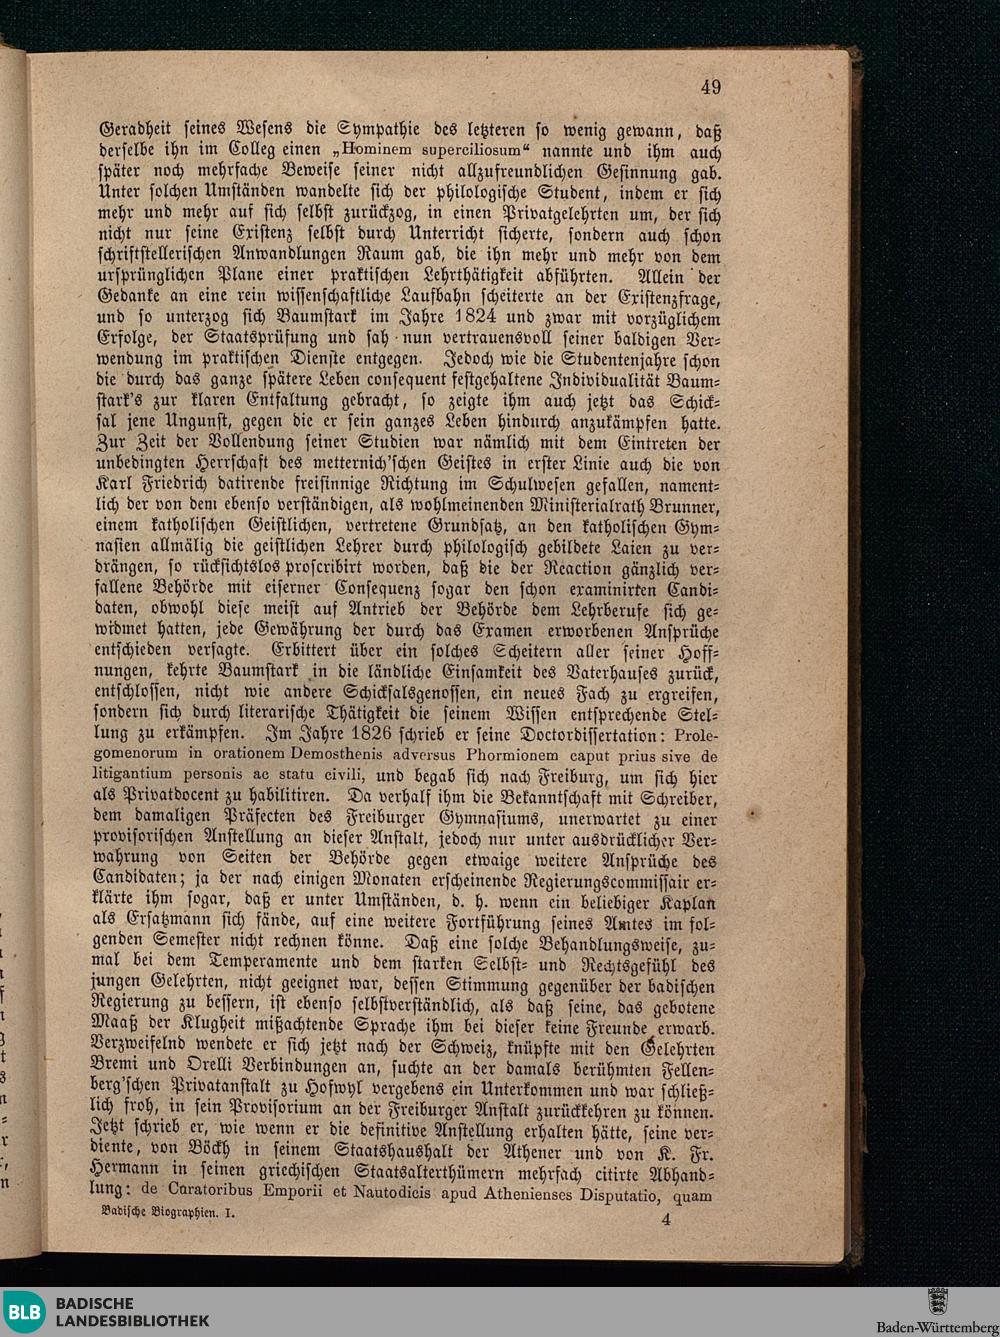 49
Geradheit seines Wesens die Sympathie des letzteren so wenig gewann, daß
derselbe ihn im Colleg einen „Hominem superciliosum“ nannte und ihm auch
später noch mehrfache Beweise seiner nicht allzufreundlichen Gesinnung gab.
Unter solchen Umständen wandelte sich der philologische Student, indem er sich
mehr und mehr auf sich selbst zurückzog, in einen Privatgelehrten um, der sich
nicht nur seine Existenz selbst durch Unterricht sicherte, sondern auch schon
schriftstellerischen Anwandlungen Raum gab, die ihn mehr und mehr von dem
ursprünglichen Plane einer praktischen Lehrthätigkeit abführten. Allein der
Gedanke an eine rein wissenschaftliche Laufbahn scheiterte an der Existenzfrage,
und so unterzog sich Baumstark im Jahre 1824 und zwar mit vorzüglichem
Erfolge, der Staatsprüfung und sah nun vertrauensvoll seiner baldigen Ver-
wendung im praktischen Dienste entgegen. Jedoch wie die Studentenjahre schon
die durch das ganze spätere Leben consequent festgehaltene Individualität Baum-
stark's zur klaren Entfaltung gebracht, so zeigte ihm auch jetzt das Schick-
sal jene Ungunst, gegen die er sein ganzes Leben hindurch anzukämpfen hatte.
Zur Zeit der Vollendung seiner Studien war nämlich mit dem Eintreten der
unbedingten Herrschaft des metternich'schen Geistes in erster Linie auch die von
Karl Friedrich datirende freisinnige Richtung im Schulwesen gefallen, nament-
lich der von dem ebenso verständigen, als wohlmeinenden Ministerialrath Brunner,
einem katholischen Geistlichen, vertretene Grundsatz, an den katholischen Gym-
nasien allmälig die geistlichen Lehrer durch philologisch gebildete Laien zu ver-
drängen, so rücksichtslos proscribirt worden, daß die der Reaction gänzlich ver-
fallene Behörde mit eiserner Consequenz sogar den schon examinirten Candi-
daten, obwohl diese meist auf Antrieb der Behörde dem Lehrberufe sich ge-
widmet hatten, jede Gewährung der durch das Examen erworbenen Ansprüche
entschieden versagte. Erbittert über ein solches Scheitern aller seiner Hoff-
nungen, kehrte Baumstark in die ländliche Einsamkeit des Vaterhauses zurück,
entschlossen, nicht wie andere Schicksalsgenossen, ein neues Fach zu ergreifen,
sondern sich durch literarische Thätigkeit die seinem Wissen entsprechende Stel-
lung zu erkämpfen. Im Jahre 1826 schrieb er seine Doctordissertation: Prole-
gomenorum in orationem Demosthenis adversus Phormionem caput prius sive de
litigantium personis ac statu civili, und begab sich nach Freiburg, um sich hier
als Privatdocent zu habilitiren. Da verhalf ihm die Bekanntschaft mit Schreiber,
dem damaligen Präfecten des Freiburger Gymnasiums, unerwartet zu einer
provisorischen Anstellung an dieser Anstalt, jedoch nur unter ausdrücklicher Ver-
wahrung von Seiten der Behörde gegen etwaige weitere Ansprüche des
Candidaten; ja der nach einigen Monaten erscheinende Regierungscommissair er-
klärte ihm sogar, daß er unter Umständen, d. h. wenn ein beliebiger Kaplan
als Ersatzmann sich fände, auf eine weitere Fortführung seines Amtes im fol-
genden Semester nicht rechnen könne. Daß eine solche Behandlungsweise, zu-
mal bei dem Temperamente und dem starken Selbst- und Rechtsgefühl des
jungen Gelehrten, nicht geeignet war, dessen Stimmung gegenüber der badischen
Regierung zu bessern, ist ebenso selbstverständlich, als daß seine, das gebotene
Maaß der Klugheit mißachtende Sprache ihm bei dieser keine Freunde erwarb.
Verzweifelnd wendete er sich jetzt nach der Schweiz, knüpfte mit den Gelehrten
Bremi und Orelli Verbindungen an, suchte an der damals berühmten Fellen-
berg'schen Privatanstalt zu Hofwyl vergebens ein Unterkommen und war schließ-
lich froh, in sein Provisorium an der Freiburger Anstalt zurückkehren zu können.
Jetzt schrieb er, wie wenn er die definitive Anstellung erhalten hätte, seine ver-
diente, von Böckh in seinem Staatshaushalt der Athener und von K. Fr.
Hermann in seinen griechischen Staatsalterthümern mehrfach citirte Abhand-
lung: de Curatoribus Emporii et Nautodicis apud Athenienses Disputatio, quam
Badische Biographien. I.
4
BLB BADISCHE
LANDESBIBLIOTHEK
Baden-Württemberg